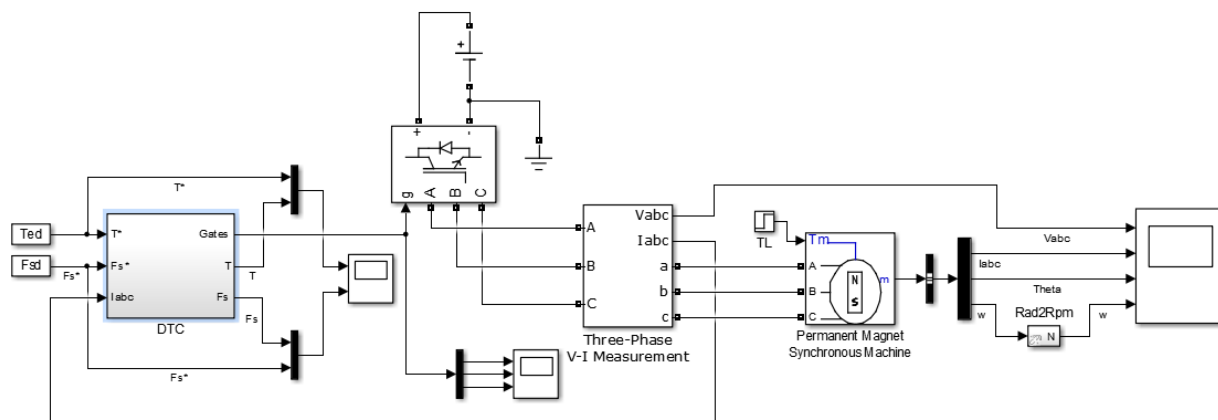 +
+
-
g
A
B
C
T*
Ted
Fsd
Fs*
T*
Fs*
Iabc
Gates
T
Fs
DTC
T
Fs
Fs*
A
B
C
Vabc
Iabc
a
b
c
Three-Phase
V-I Measurement
TL
Tm
A
B
C
N
S
m
Permanent Magnet
Synchronous Machine
Vabc
Iabc
Theta
w
Rad2Rpm
N
w